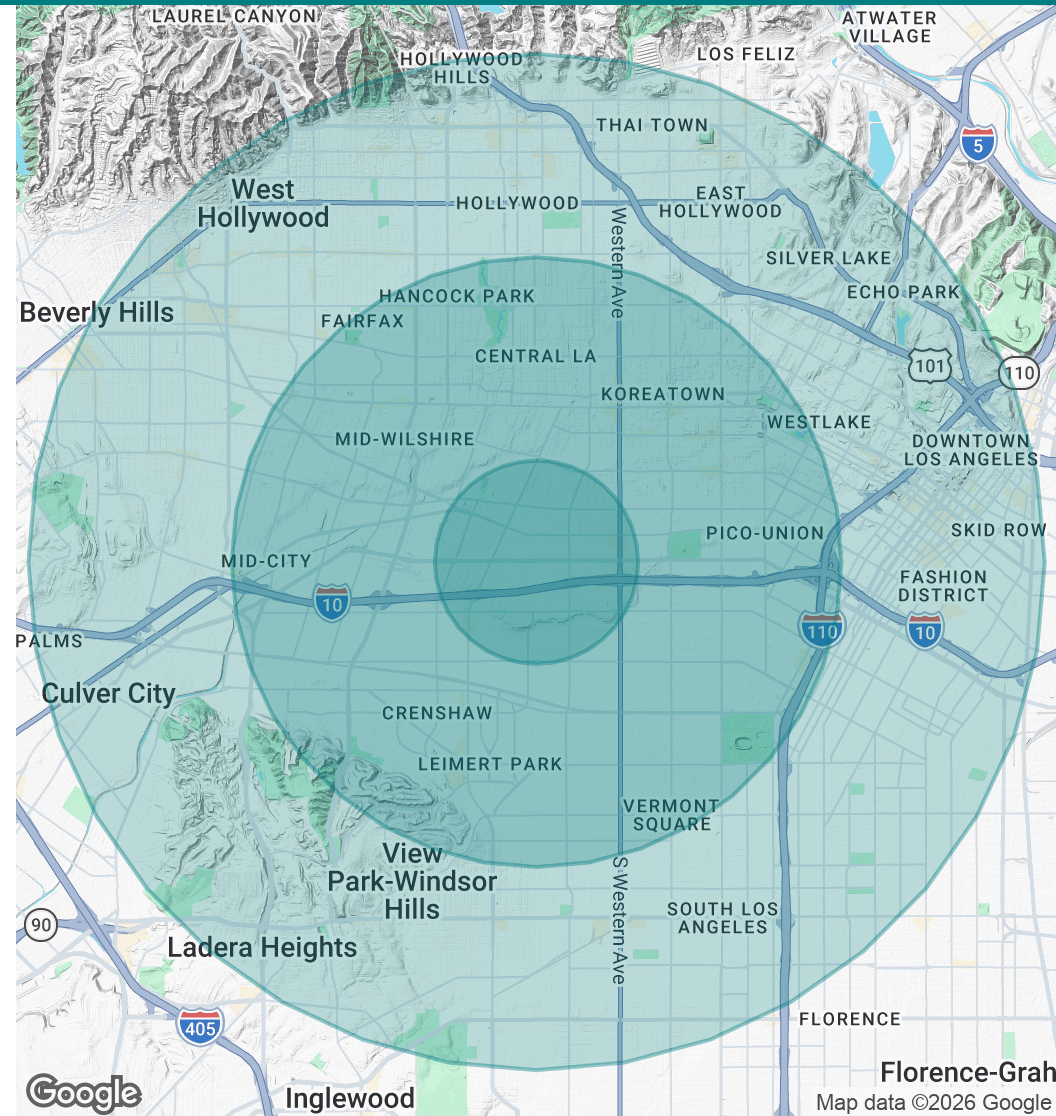 LAUREL CANYON
ATWATER
VILLAGE
LOS FELIZ
HOLLYWOOD
HILLS
THAI TOWN
5
West
Hollywood
HOLLYWOOD
EAST
HOLLYWOOD
Western Ave
SILVER LAKE
ECHO PARK
Beverly Hills
HANCOCK PARK
FAIRFAX
CENTRAL LA
101
110
KOREATOWN
WESTLAKE
MID-WILSHIRE
DOWNTOWN
LOS ANGELES
PICO-UNION
SKID ROW
MID-CITY
FASHION
DISTRICT
10
110
10
PALMS
Culver City
CRENSHAW
LEIMERT PARK
VERMONT
SQUARE
View
Park-Windsor
Hills
S Western Ave
SOUTH LOS
ANGELES
90
Ladera Heights
405
FLORENCE
Florence-Grah
Google
Inglewood
Map data ©2026 Google